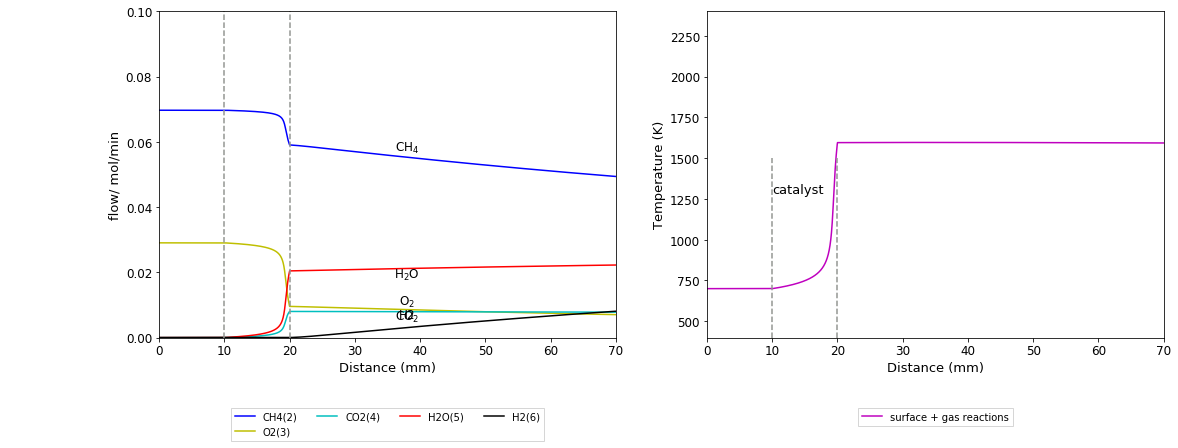 0.10
0.08
0.06
0.04
0.02
0.00
flow/ mol/min
CH4
H2O
O2
0 10 20 30 40 50 60 70
Distance (mm)
CH4(2) CO2(4) H2O(5) H2(6)
O2(3)
2250
2000
1750
1500
1250
1000
750
500
Temperature (K)
catalyst
0 10 20 30 40 50 60 70
Distance (mm)
surface + gas reactions